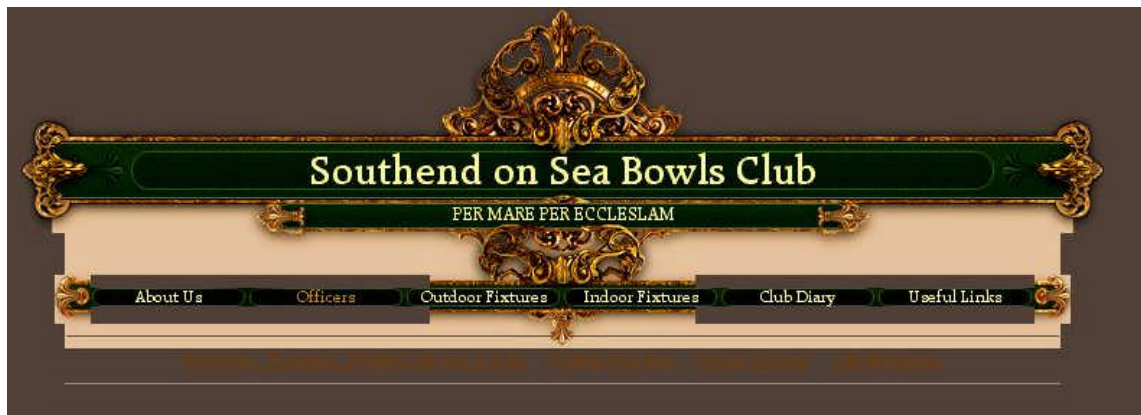 Southend on Sea Bowls Club
PER MARE PER ECCLESLAM
About Us Officers Outdoor Fixtures Indoor Fixtures Club Diary Useful Links